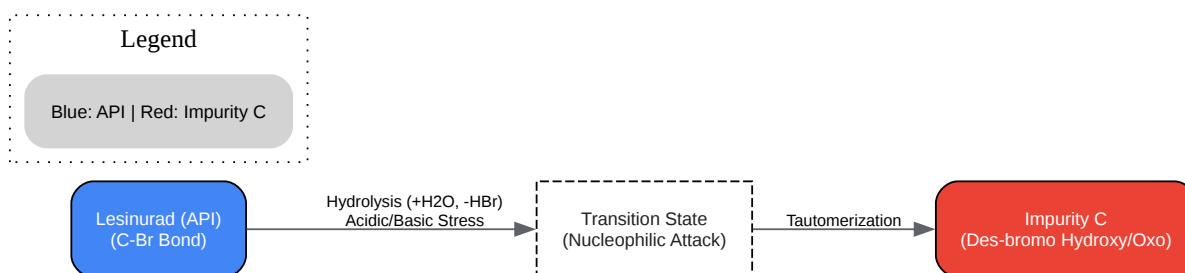 Legend
Blue: API | Red: Impurity C
Lesinurad (API)
(C-Br Bond)
Hydrolysis (+H2O, -HBr)
Acidic/Basic Stress
Transition State
(Nucleophilic Attack)
Tautomerization
Impurity C
(Des-bromo Hydroxy/Oxo)